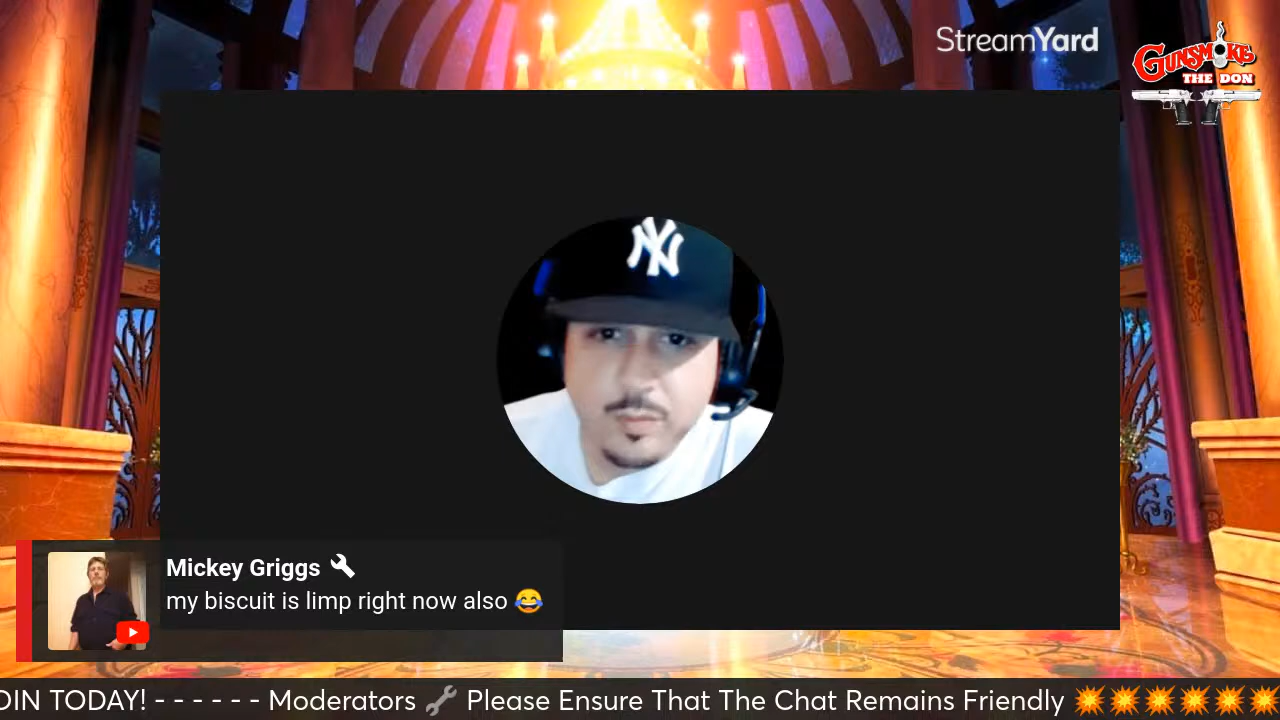 StreamYard
GUNSMOKE
THE DON
NY
Mickey Griggs 🔧
my biscuit is limp right now also 😂
OIN TODAY! - - - - - - Moderators 🔧 Please Ensure That The Chat Remains Friendly 💥💥💥💥💥💥